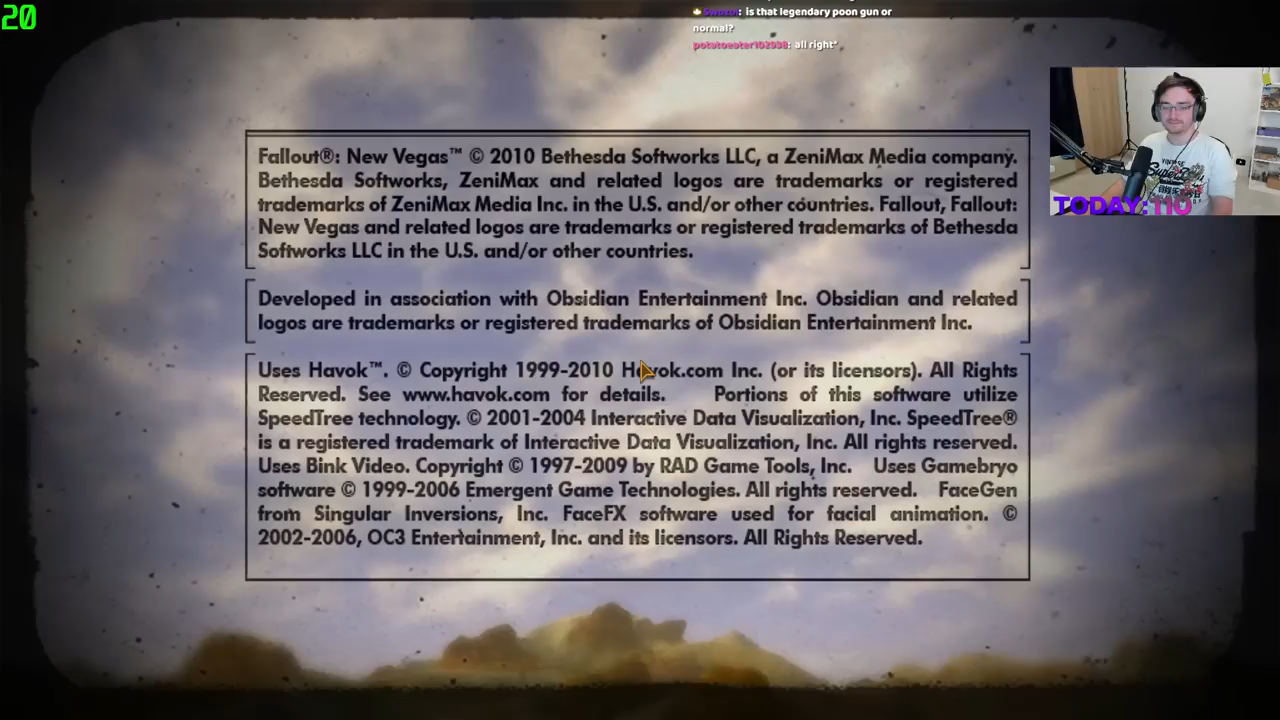 20
Swozu: is that legendary poon gun or
normal?
potatoeater102938: all right*
Fallout®: New Vegas™ © 2010 Bethesda Softworks LLC, a ZeniMax Media company.
Bethesda Softworks, ZeniMax and related logos are trademarks or registered
trademarks of ZeniMax Media Inc. in the U.S. and/or other countries. Fallout, Fallout:
New Vegas and related logos are trademarks or registered trademarks of Bethesda
Softworks LLC in the U.S. and/or other countries.
Developed in association with Obsidian Entertainment Inc. Obsidian and related
logos are trademarks or registered trademarks of Obsidian Entertainment Inc.
Uses Havok™. © Copyright 1999-2010 Havok.com Inc. (or its licensors). All Rights
Reserved. See www.havok.com for details. Portions of this software utilize
SpeedTree technology. © 2001-2004 Interactive Data Visualization, Inc. SpeedTree®
is a registered trademark of Interactive Data Visualization, Inc. All rights reserved.
Uses Bink Video. Copyright © 1997-2009 by RAD Game Tools, Inc. Uses Gamebryo
software © 1999-2006 Emergent Game Technologies. All rights reserved. FaceGen
from Singular Inversions, Inc. FaceFX software used for facial animation. ©
2002-2006, OC3 Entertainment, Inc. and its licensors. All Rights Reserved.
TODAY:110